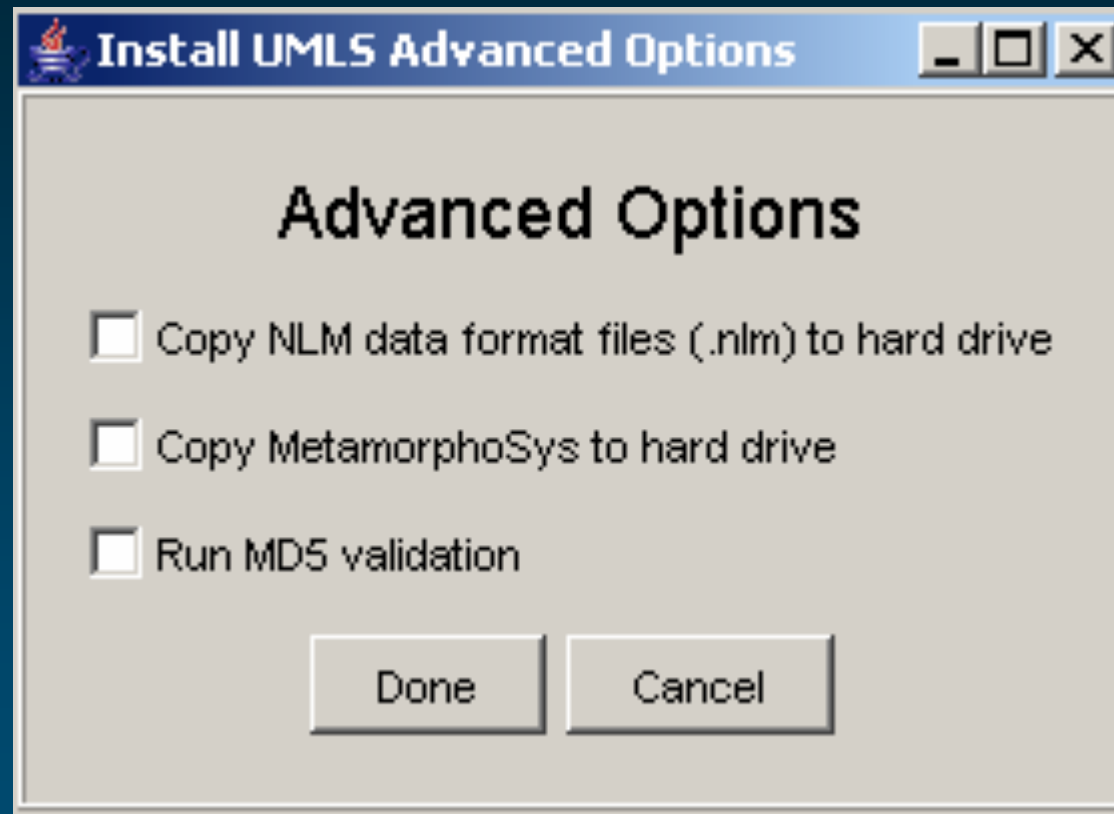 Install UMLS Advanced Options
Advanced Options
Copy NLM data format files (.nlm) to hard drive
Copy MetamorphoSys to hard drive
Run MD5 validation
Done Cancel